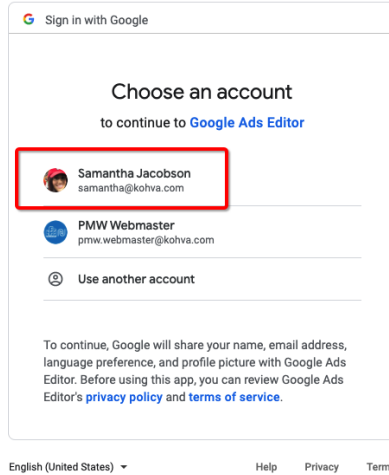 Sign in with Google
Choose an account
to continue to Google Ads Editor
Samantha Jacobson
samantha@kohva.com
PMW Webmaster
pmw.webmaster@kohva.com
Use another account
To continue, Google will share your name, email address,
language preference, and profile picture with Google Ads
Editor. Before using this app, you can review Google Ads
Editor's privacy policy and terms of service.
English (United States) Help Privacy Term